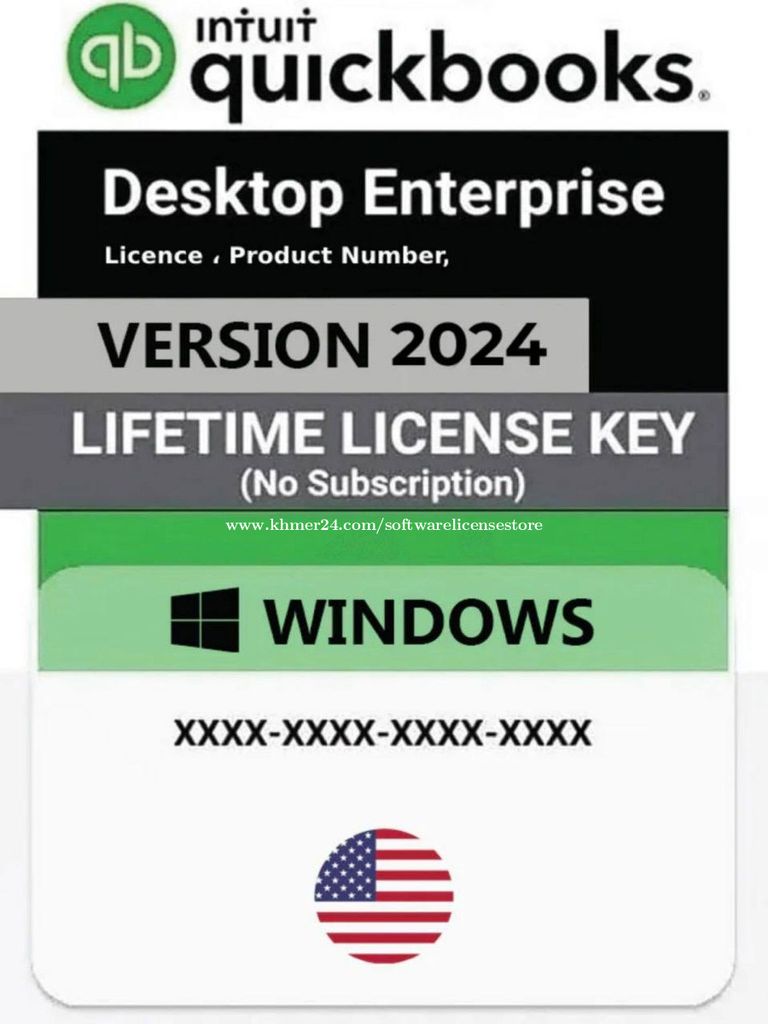 qb ıntuıt
quickbooks®
Desktop Enterprise
Licence ، Product Number,
VERSION 2024
LIFETIME LICENSE KEY
(No Subscription)
www.khmer24.com/softwarelicensestore
WINDOWS
XXXX-XXXX-XXXX-XXXX